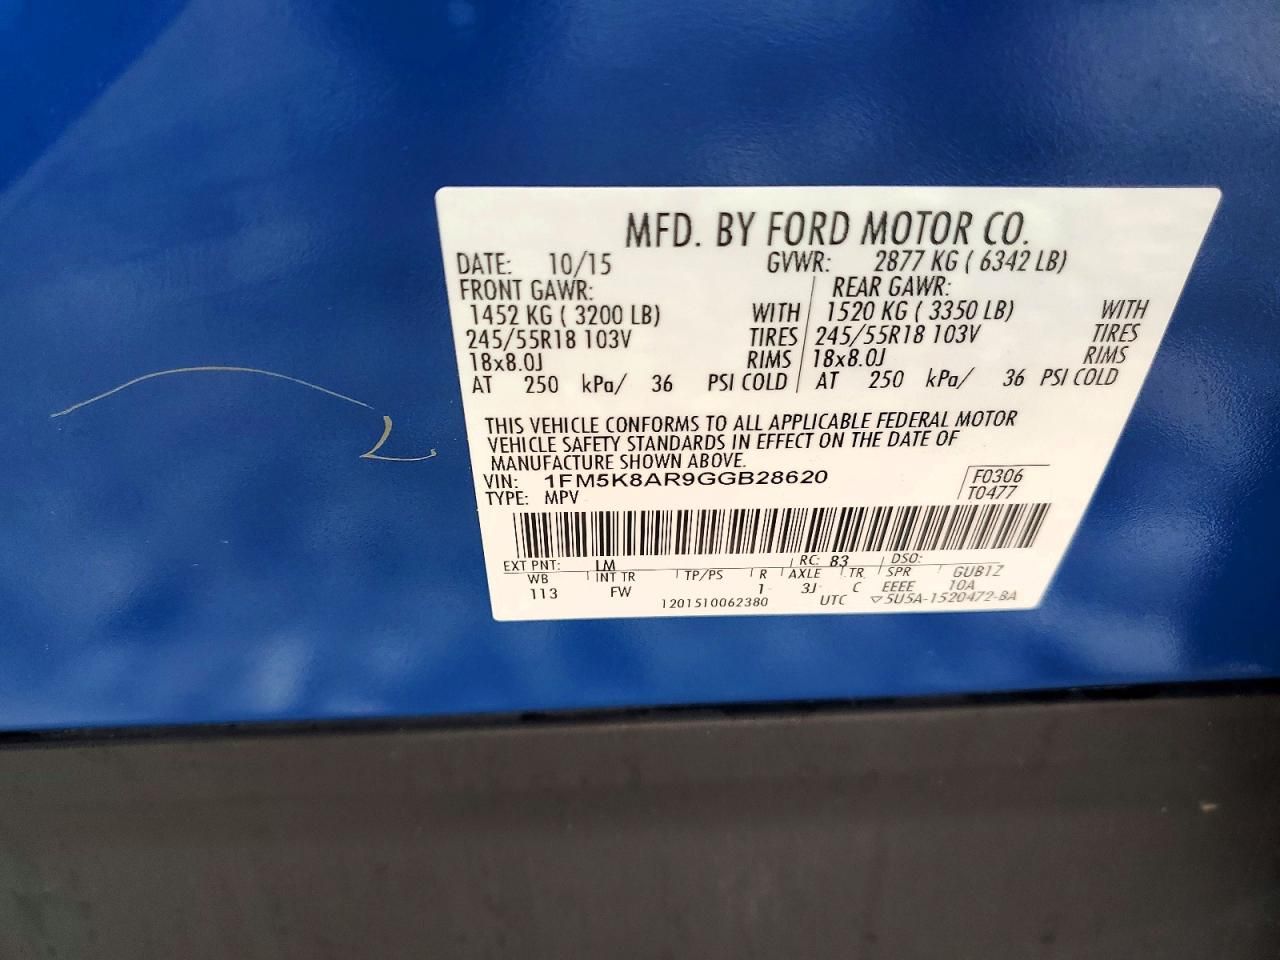 MFD. BY FORD MOTOR CO.
DATE: 10/15 GVWR: 2877 KG ( 6342 LB)
FRONT GAWR: REAR GAWR:
1452 KG ( 3200 LB) WITH 1520 KG ( 3350 LB) WITH
245/55R18 103V TIRES 245/55R18 103V TIRES
18x8.0J RIMS 18x8.0J RIMS
AT 250 kPa/ 36 PSI COLD AT 250 kPa/ 36 PSI COLD
THIS VEHICLE CONFORMS TO ALL APPLICABLE FEDERAL MOTOR
VEHICLE SAFETY STANDARDS IN EFFECT ON THE DATE OF
MANUFACTURE SHOWN ABOVE.
VIN: 1FM5K8AR9GGB28620 F0306
TYPE: MPV T0477
EXT PNT: LM RC: 83 DSO:
WB INT TR TP/PS R AXLE TR SPR GUB1Z
113 FW 1 3J C EEEE 10A
1201510062380 UTC ▽5U5A-1520472-BA